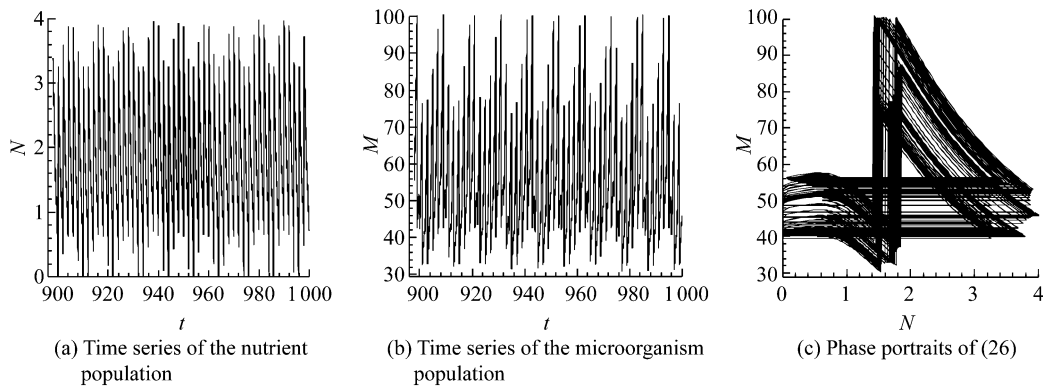 4
3
2
1
0
N
900 920 940 960 980 1 000
t
(a) Time series of the nutrient
population
100
90
80
70
60
50
40
30
M
900 920 940 960 980 1 000
t
(b) Time series of the microorganism
population
100
90
80
70
60
50
40
30
M
0 1 2 3 4
N
(c) Phase portraits of (26)